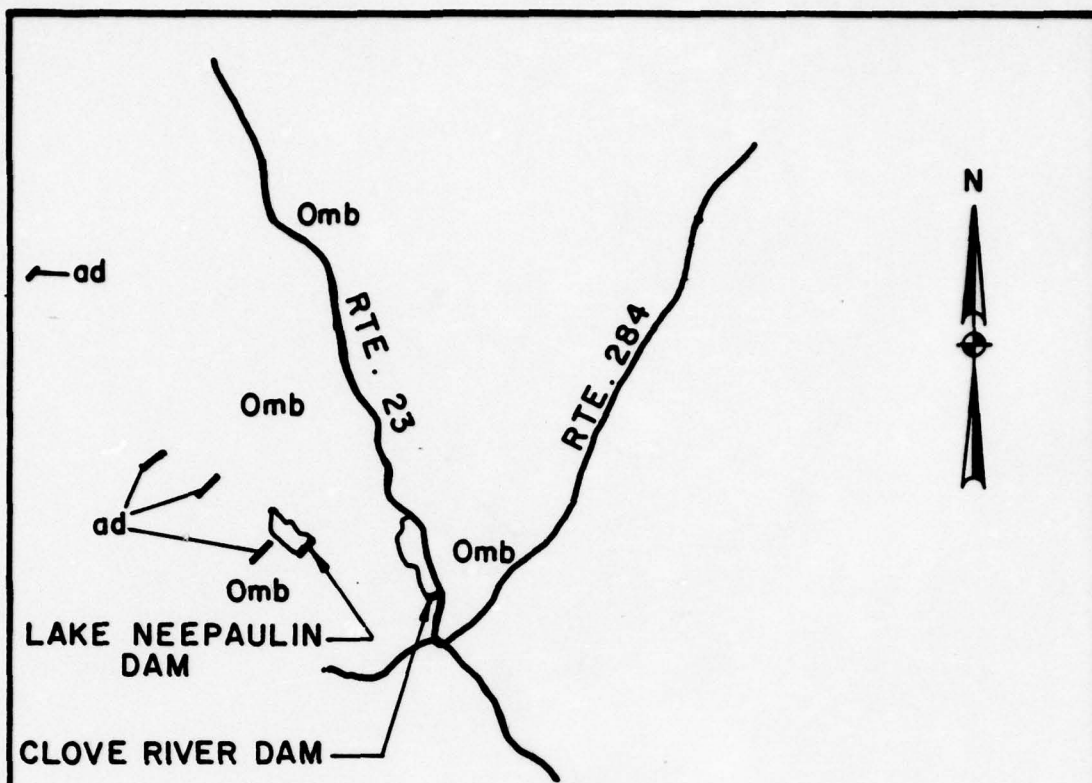 N
Omb
ad
RTE. 23
RTE. 284
Omb
ad
Omb
Omb
LAKE NEEPAULIN
DAM
CLOVE RIVER DAM